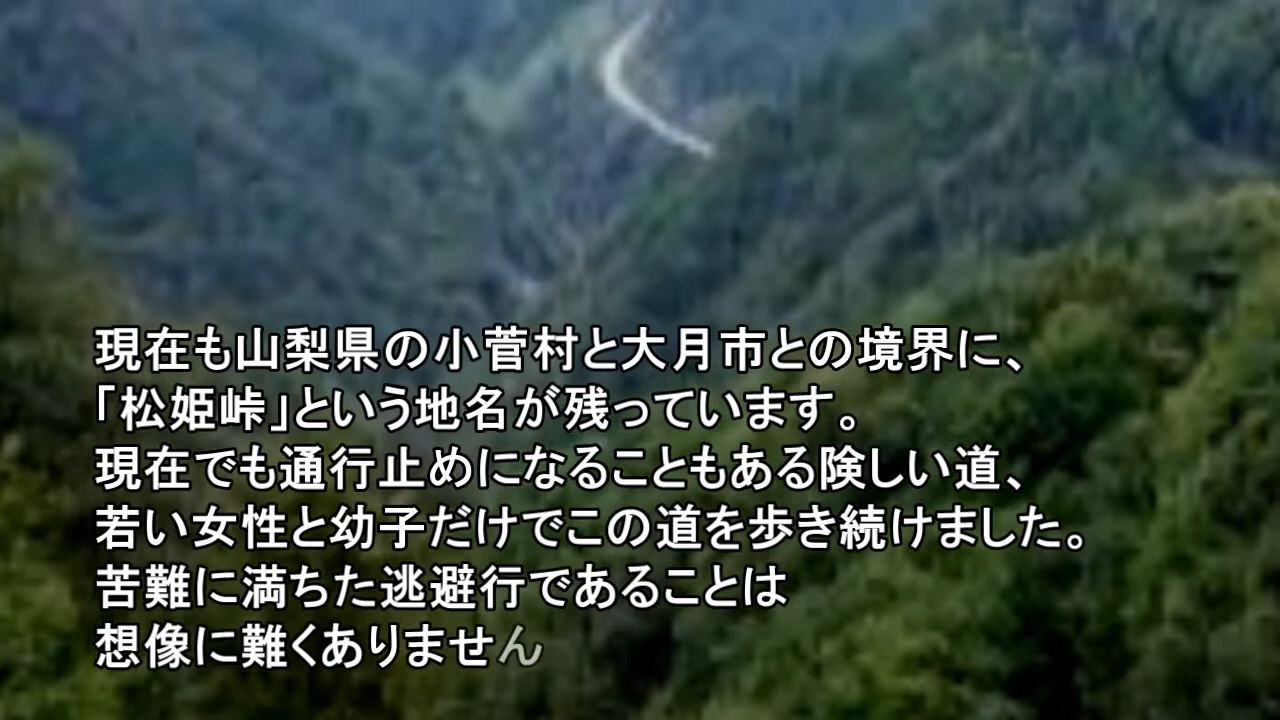 現在も山梨県の小菅村と大月市との境界に、
「松姫峠」という地名が残っています。
現在でも通行止めになることもある険しい道、
若い女性と幼子だけでこの道を歩き続けました。
苦難に満ちた逃避行であることは
想像に難くありません